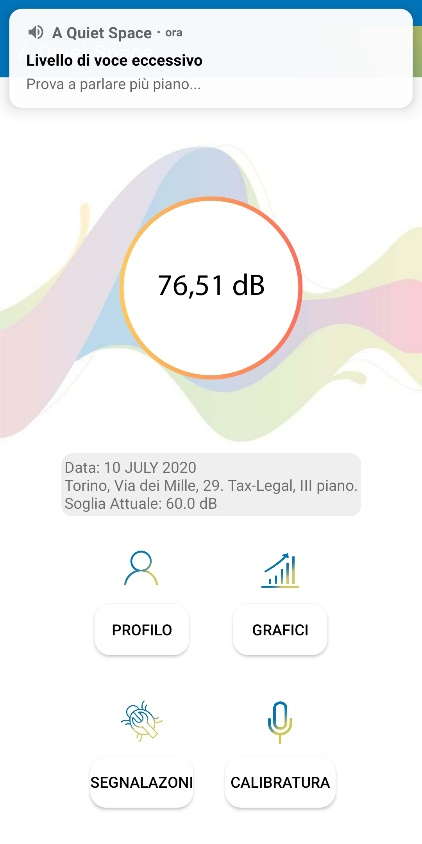 A Quiet Space · ora
Livello di voce eccessivo
Prova a parlare più piano...
76,51 dB
Data: 10 JULY 2020
Torino, Via dei Mille, 29. Tax-Legal, III piano.
Soglia Attuale: 60.0 dB
PROFILO
GRAFICI
SEGNALAZONI
CALIBRATURA